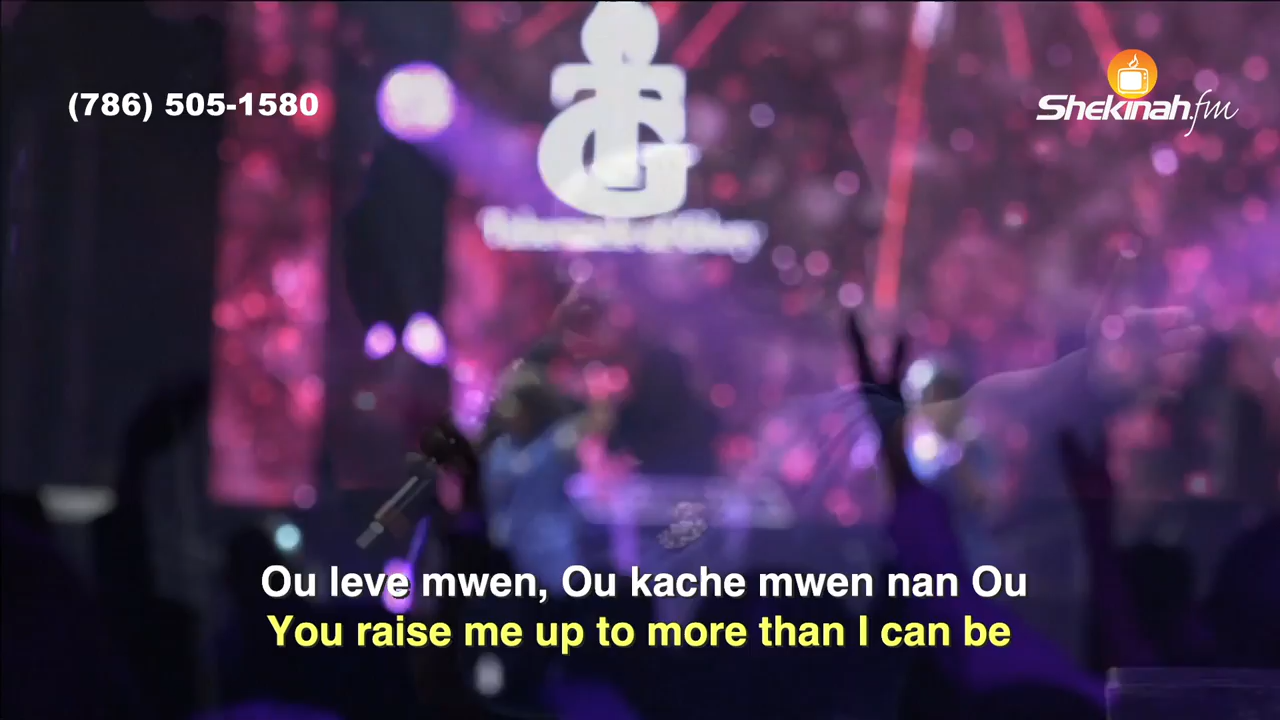 (786) 505-1580
Shekinah.fm
Ou leve mwen, Ou kache mwen nan Ou
You raise me up to more than I can be